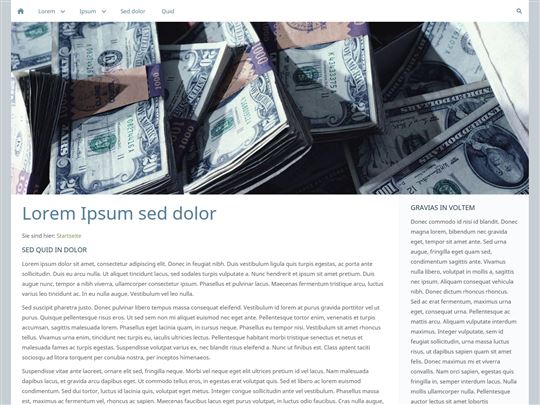 Lorem Ipsum Sed dolor Quid
Lorem Ipsum sed dolor
Sie sind hier: Startseite
SED QUID IN DOLOR
Lorem ipsum dolor sit amet, consectetur adipiscing elit. Donec in feugiat nibh. Duis vestibulum ligula quis turpis egestas, ac porta ante
sollicitudin. Duis eu arcu nulla. Ut aliquet tincidunt lacus, sed sodales turpis vulputate a. Nunc hendrerit et ipsum sit amet pretium. Duis
augue nunc, tempor a nibh viverra, ullamcorper consectetur ipsum. Phasellus et pulvinar lacus. Maecenas fermentum tristique arcu, luctus
varius leo tincidunt ac. In eu nulla augue. Vestibulum vel leo nulla.
Sed suscipit pharetra justo. Donec pulvinar libero tempus massa consequat eleifend. Vestibulum id lorem at purus gravida porttitor vel ut
purus. Quisque pellentesque risus eros. Ut sed sem non mi aliquet euismod nec eget ante. Pellentesque tortor enim, venenatis et turpis
accumsan, sagittis malesuada lorem. Phasellus eget lacinia quam, in cursus neque. Phasellus eu tempor nisi. Vestibulum sit amet rhoncus
tellus. Vivamus urna enim, tincidunt nec turpis eu, iaculis ultricies lectus. Pellentesque habitant morbi tristique senectus et netus et
malesuada fames ac turpis egestas. Suspendisse volutpat varius ex, nec blandit risus eleifend a. Nunc ut finibus est. Class aptent taciti
sociosqu ad litora torquent per conubia nostra, per inceptos himenaeos.
Suspendisse vitae ante laoreet, ornare elit sed, fringilla neque. Morbi vel neque eget elit pretium id vel lacus. Nam malesuada
dapibus lacus, et gravida arcu dapibus eget. Ut commodo tellus eros, in egestas erat volutpat quis. Sed et libero ac lorem euismod
condimentum. Sed dui tortor, luctus id lacinia quis, volutpat eget metus. Integer congue sollicitudin ante vel vestibulum. Phasellus
massa est, maximus ac fermentum vel, rhoncus ac sapien. Maecenas faucibus lacus eget purus volutpat, in luctus odio faucibus. Cras nulla augue,
GRAVIAS IN VOLTEM
Donec commodo id nisi id blandit. Donec
magna lorem, bibendum nec gravida
eget, tempor sit amet ante. Sed urna
augue, fringilla eget quam sed,
condimentum sagittis ante. Vivamus
nulla libero, volutpat in mollis a, sagittis
nec ipsum. Aliquam consequat vehicula
nibh. Donec dictum rhoncus rhoncus.
Sed ac erat fermentum, maximus urna
eget, consequat urna. Pellentesque ac
mattis arcu. Aliquam vulputate interdum
maximus. Integer vulputate, sem id
feugiat sollicitudin, urna massa luctus
risus, ut dapibus sapien quam sit amet
felis. Donec maximus mi et viverra
convallis. Nam orci sapien, egestas quis
fringilla in, semper interdum lacus. Nulla
mollis ullamcorper nulla. Pellentesque
auctor lectus sit amet lobortis